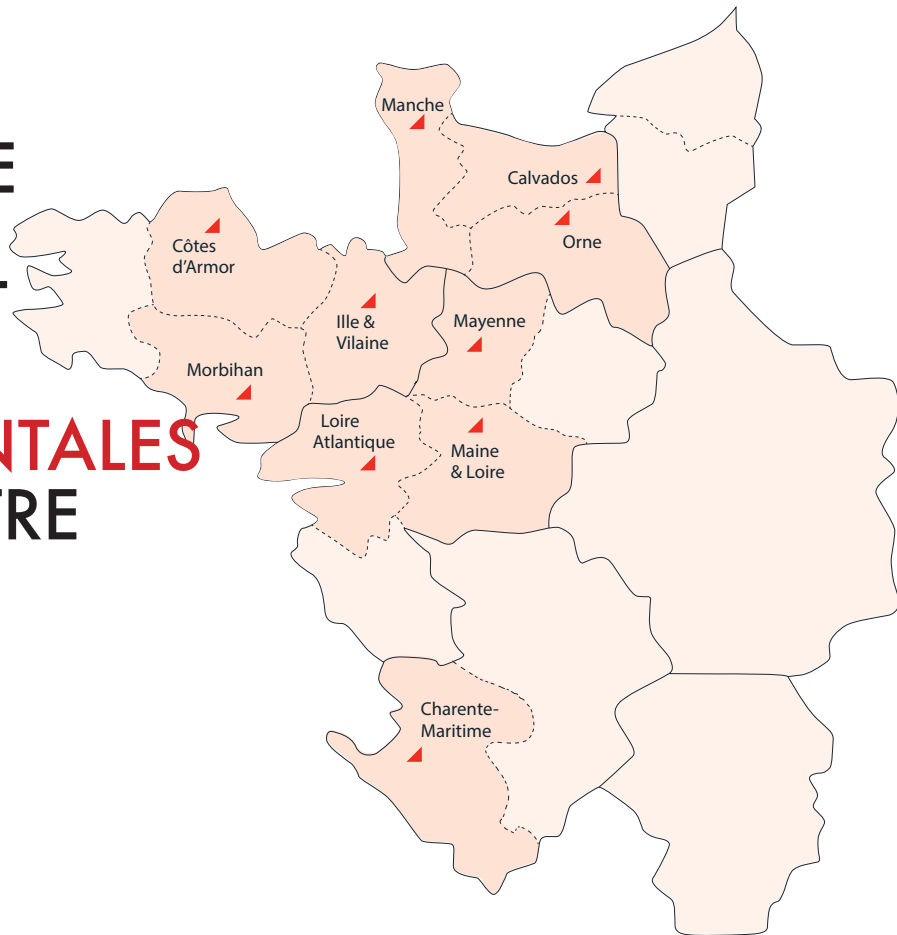 Manche
Calvados
Orne
Côtes
d’Armor
Ille &
Vilaine
Mayenne
Morbihan
Loire
Atlantique
Maine
& Loire
NTALES
TRE
Charente-
Maritime